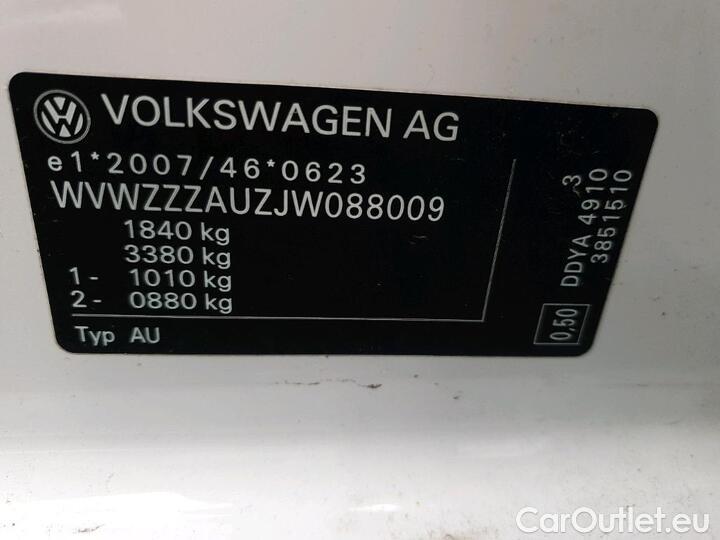 VOLKSWAGEN AG
e1*2007/46*0623
WVWZZZAUZJW088009
1840 kg
3380 kg
1 - 1010 kg
2 - 0880 kg
Typ AU
3
DDYA 4910
3851510
0,50
CarOutlet.eu